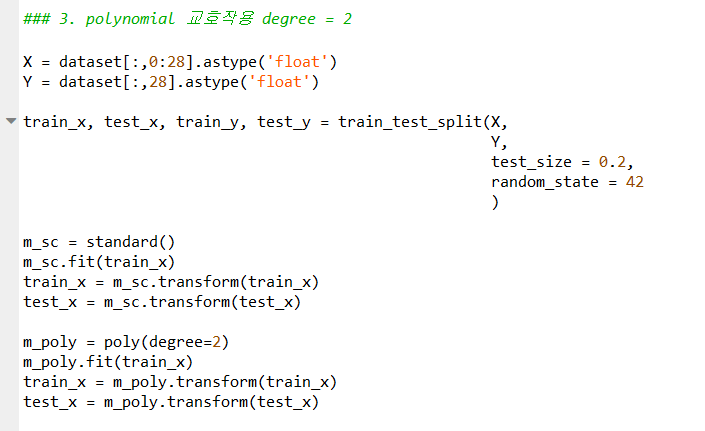 ### 3. polynomial 교호작용 degree = 2
X = dataset[:,0:28].astype('float')
Y = dataset[:,28].astype('float')
train_x, test_x, train_y, test_y = train_test_split(X,
Y,
test_size = 0.2,
random_state = 42
)
m_sc = standard()
m_sc.fit(train_x)
train_x = m_sc.transform(train_x)
test_x = m_sc.transform(test_x)
m_poly = poly(degree=2)
m_poly.fit(train_x)
train_x = m_poly.transform(train_x)
test_x = m_poly.transform(test_x)